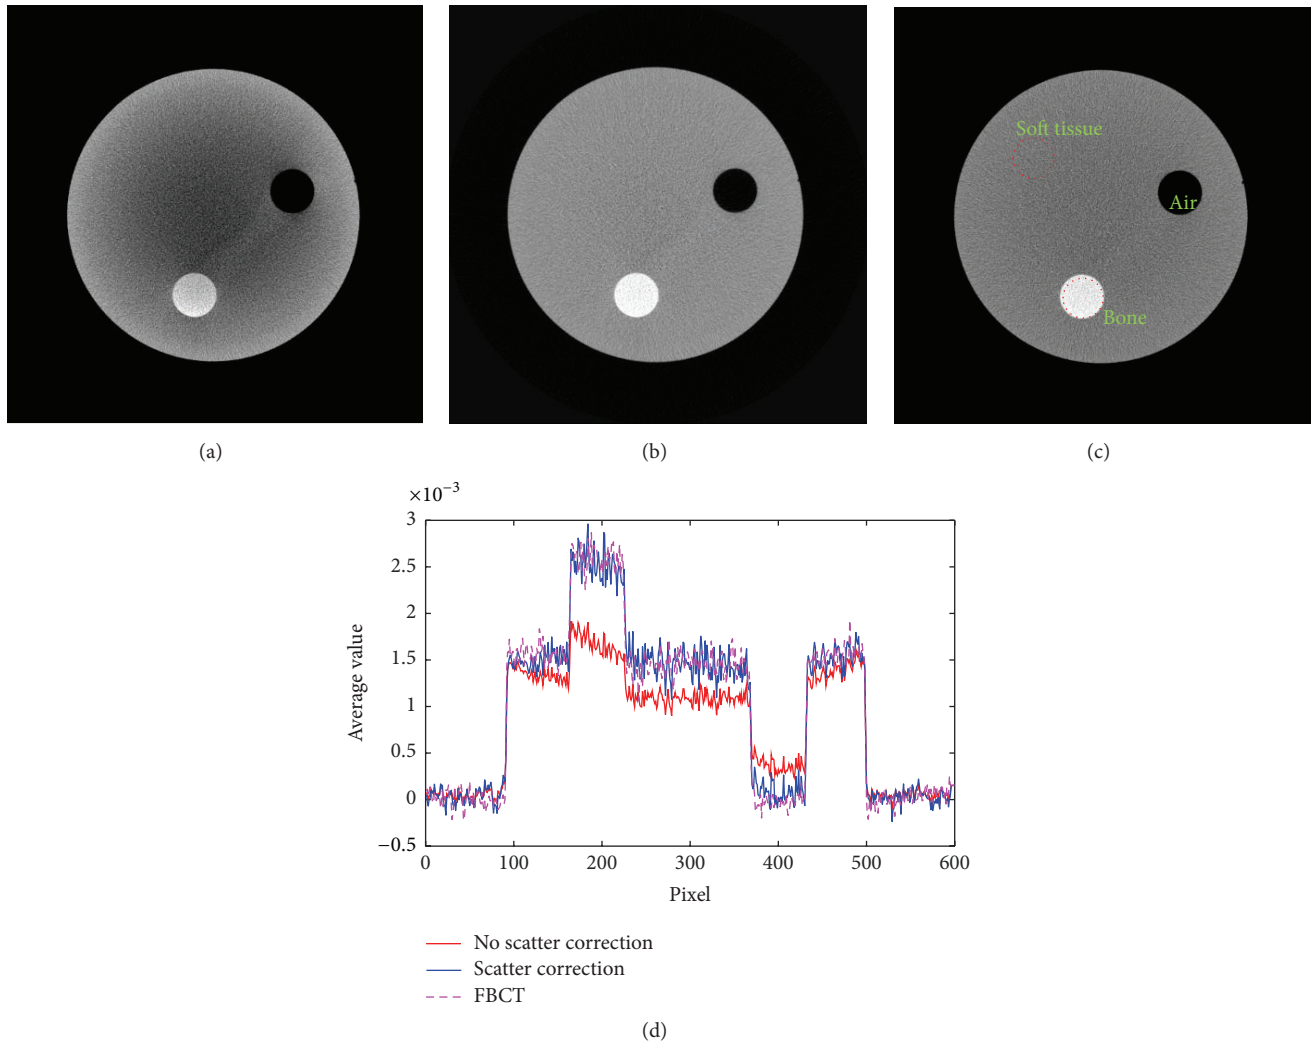 Soft tissue
Air
Bone
(a)
(b)
(c)
×10−3
3
2.5
2
1.5
1
0.5
0
−0.5
Average value
0 100 200 300 400 500 600
Pixel
No scatter correction
Scatter correction
FBCT
(d)